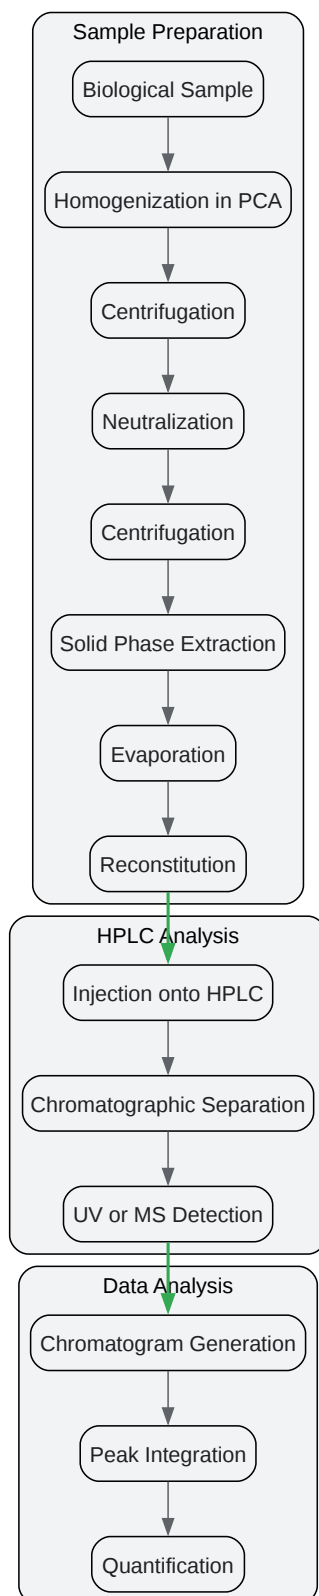 Sample Preparation
Biological Sample
Homogenization in PCA
Centrifugation
Neutralization
Centrifugation
Solid Phase Extraction
Evaporation
Reconstitution
HPLC Analysis
Injection onto HPLC
Chromatographic Separation
UV or MS Detection
Data Analysis
Chromatogram Generation
Peak Integration
Quantification